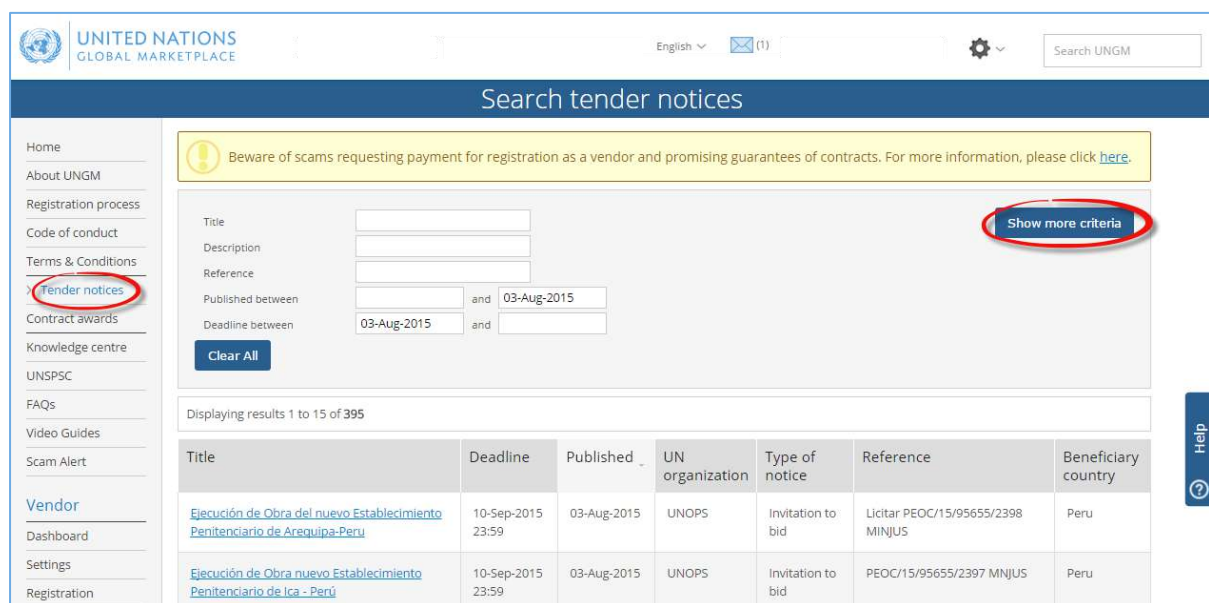 UNITED NATIONS
GLOBAL MARKETPLACE
English
(1)
Search UNGM
Search tender notices
Home
About UNGM
Registration process
Code of conduct
Terms & Conditions
Tender notices
Contract awards
Knowledge centre
UNSPSC
FAQs
Video Guides
Scam Alert
Vendor
Dashboard
Settings
Registration
Beware of scams requesting payment for registration as a vendor and promising guarantees of contracts. For more information, please click here.
Show more criteria
Title
Description
Reference
Published between and 03-Aug-2015
Deadline between 03-Aug-2015 and
Clear All
Displaying results 1 to 15 of 395
Title Deadline Published UN organization Type of notice Reference Beneficiary country
Ejecución de Obra del nuevo Establecimiento Penitenciario de Arequipa-Peru 10-Sep-2015 23:59 03-Aug-2015 UNOPS Invitation to bid Licitar PEOC/15/95655/2398 MINJUS Peru
Ejecución de Obra nuevo Establecimiento Penitenciario de Ica - Perú 10-Sep-2015 23:59 03-Aug-2015 UNOPS Invitation to bid PEOC/15/95655/2397 MNJUS Peru
Help